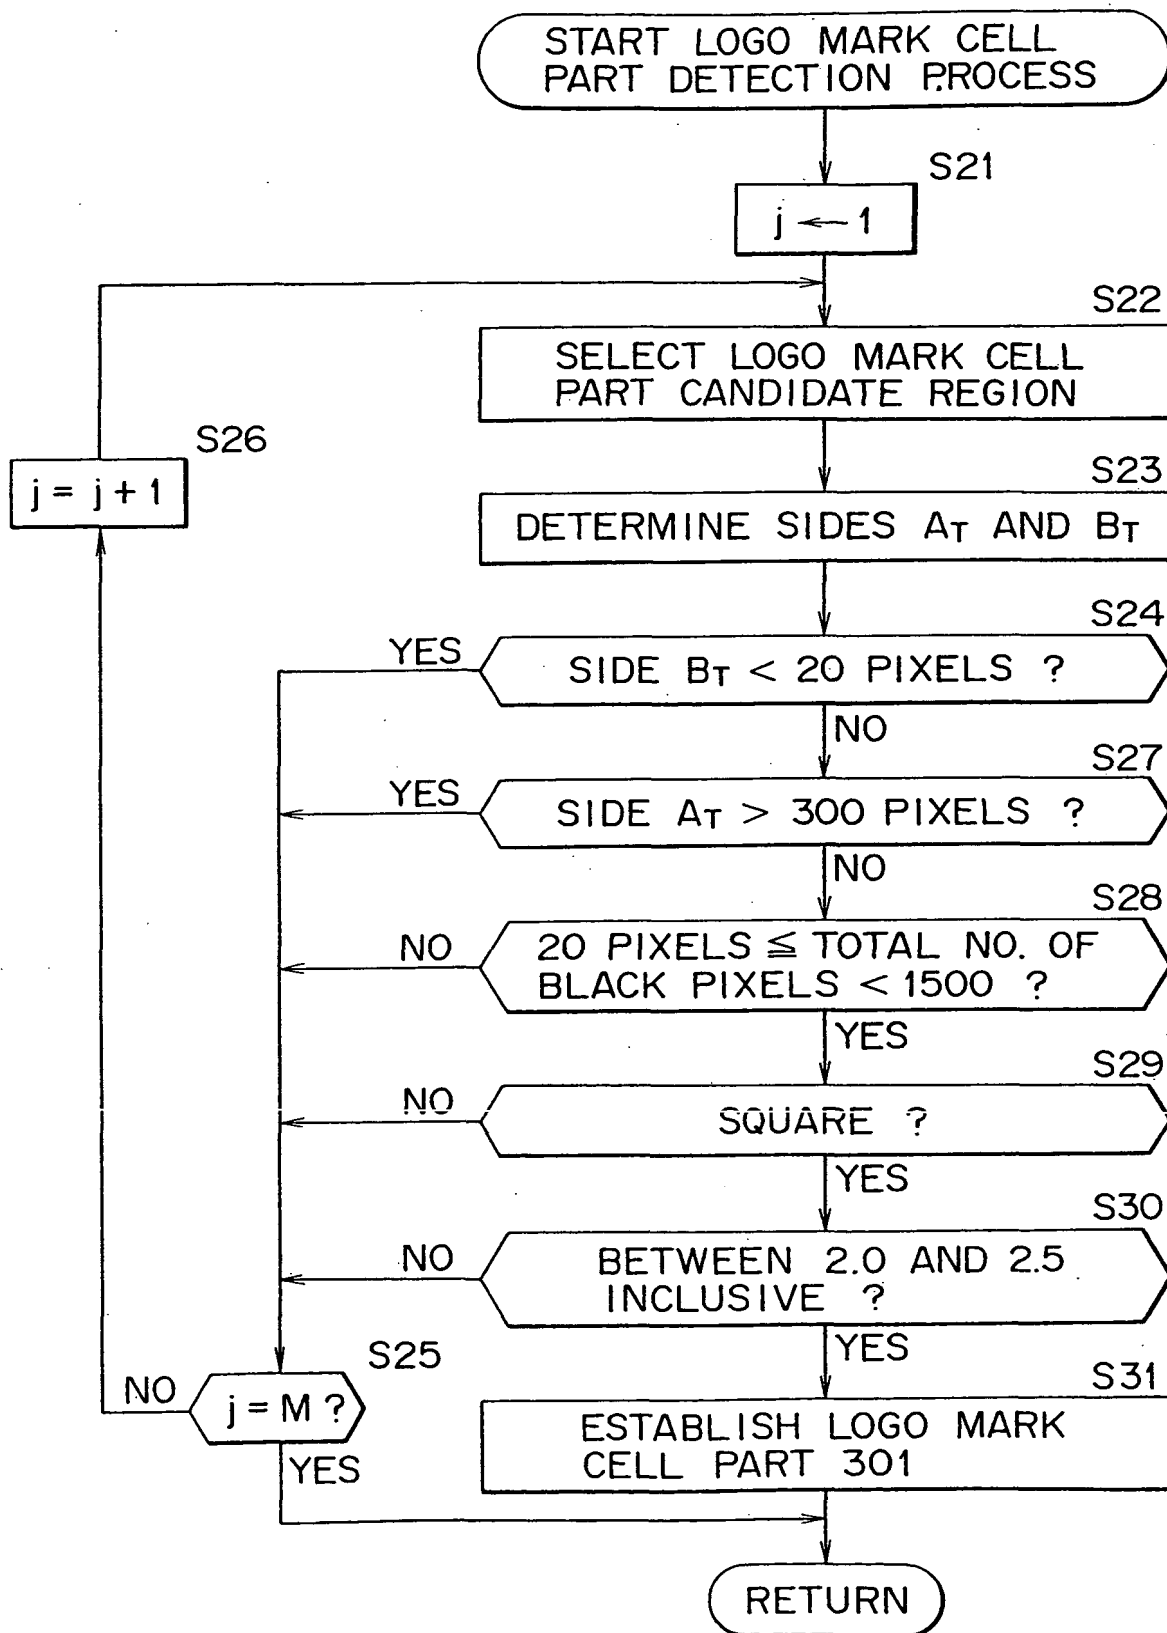 START LOGO MARK CELL
PART DETECTION PROCESS
S21
j ← 1
S22
SELECT LOGO MARK CELL
PART CANDIDATE REGION
S26
j = j + 1
S23
DETERMINE SIDES AT AND BT
S24
YES
SIDE BT < 20 PIXELS ?
NO
S27
YES
SIDE AT > 300 PIXELS ?
NO
S28
NO
20 PIXELS ≦ TOTAL NO. OF
BLACK PIXELS < 1500 ?
YES
S29
NO
SQUARE ?
YES
S30
NO
BETWEEN 2.0 AND 2.5
INCLUSIVE ?
YES
S25
NO
j = M ?
YES
S31
ESTABLISH LOGO MARK
CELL PART 301
RETURN